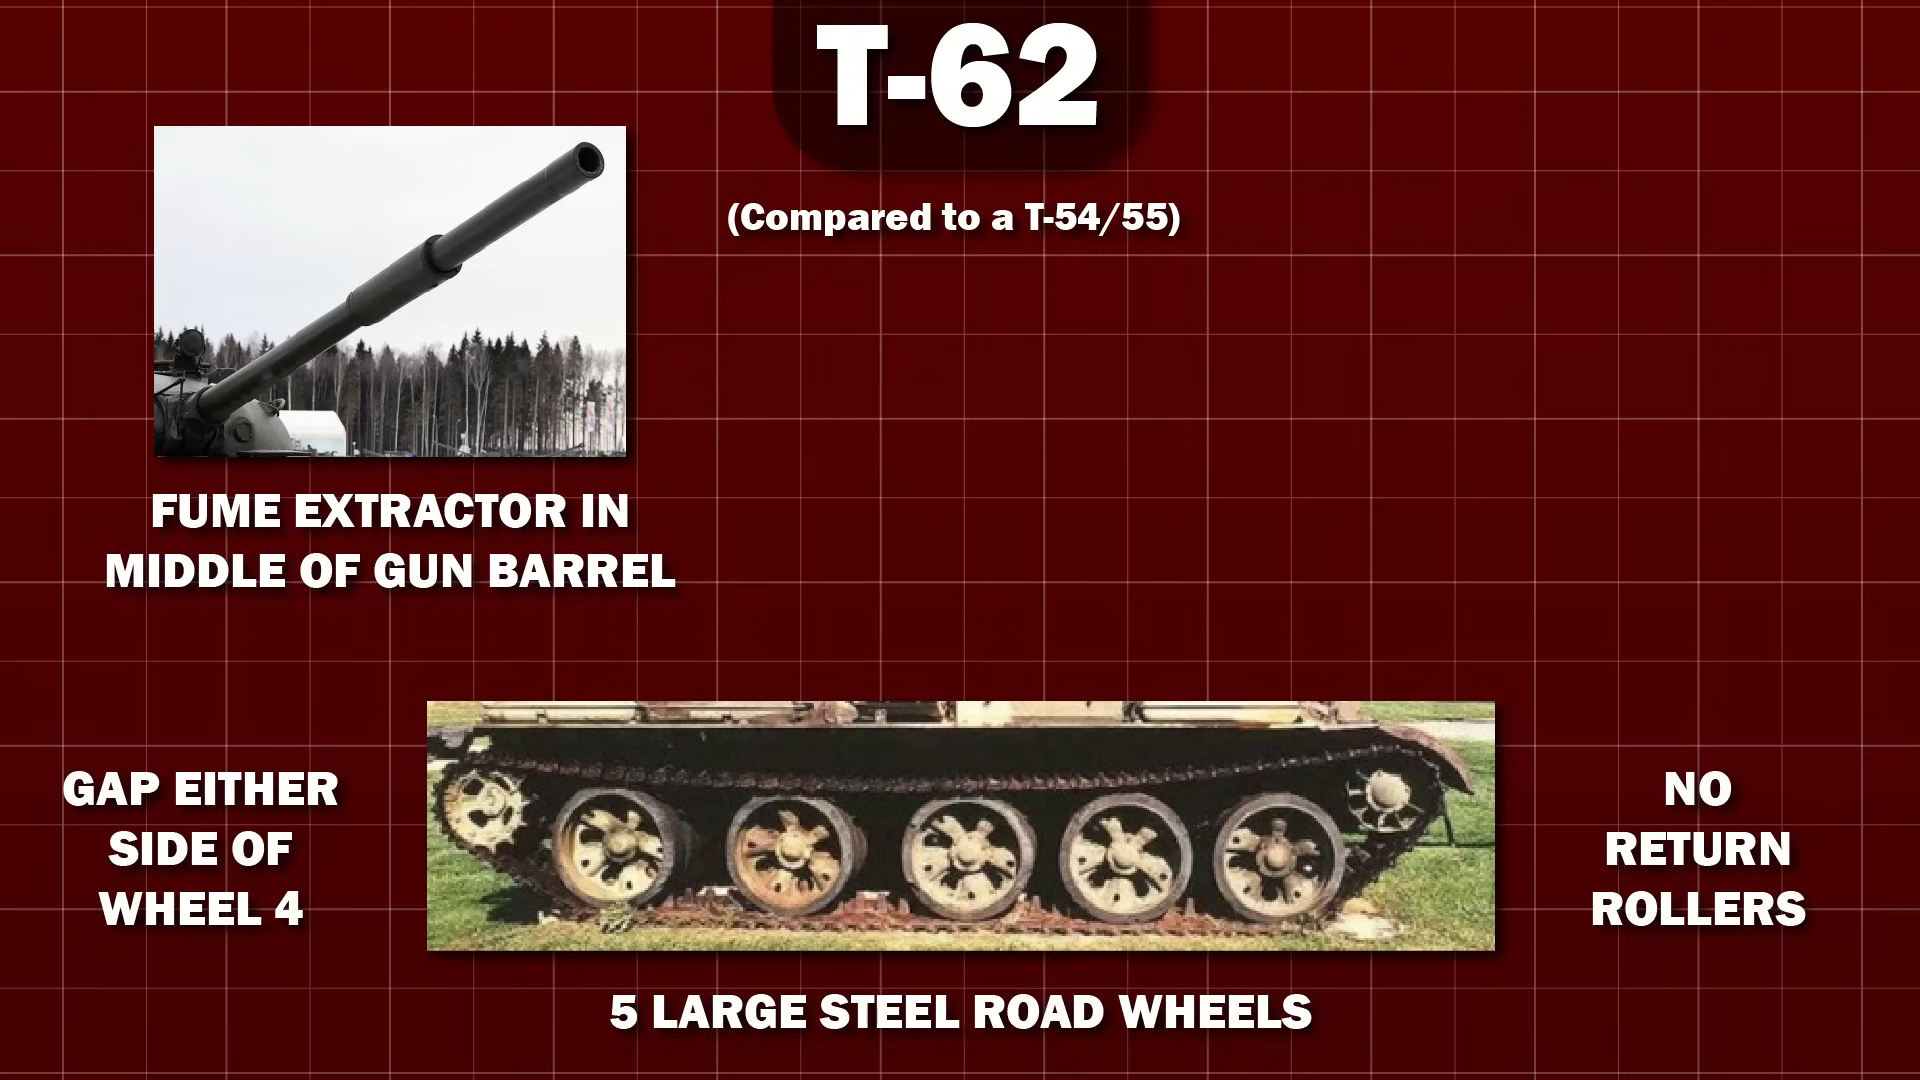 T-62
(Compared to a T-54/55)
FUME EXTRACTOR IN
MIDDLE OF GUN BARREL
GAP EITHER
SIDE OF
WHEEL 4
NO
RETURN
ROLLERS
5 LARGE STEEL ROAD WHEELS